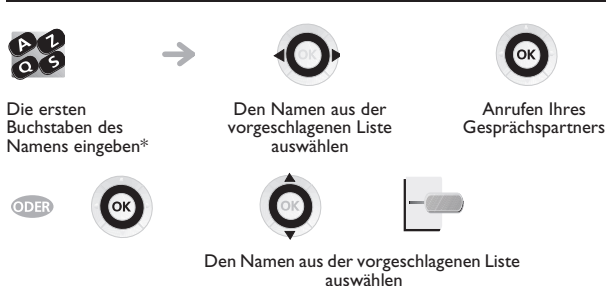 A Z
Q S
OK
OK
Die ersten
Buchstaben des
Namens eingeben*
Den Namen aus der
vorgeschlagenen Liste
auswählen
Anrufen Ihres
Gesprächspartners
ODER
OK
OK
Den Namen aus der vorgeschlagenen Liste
auswählen